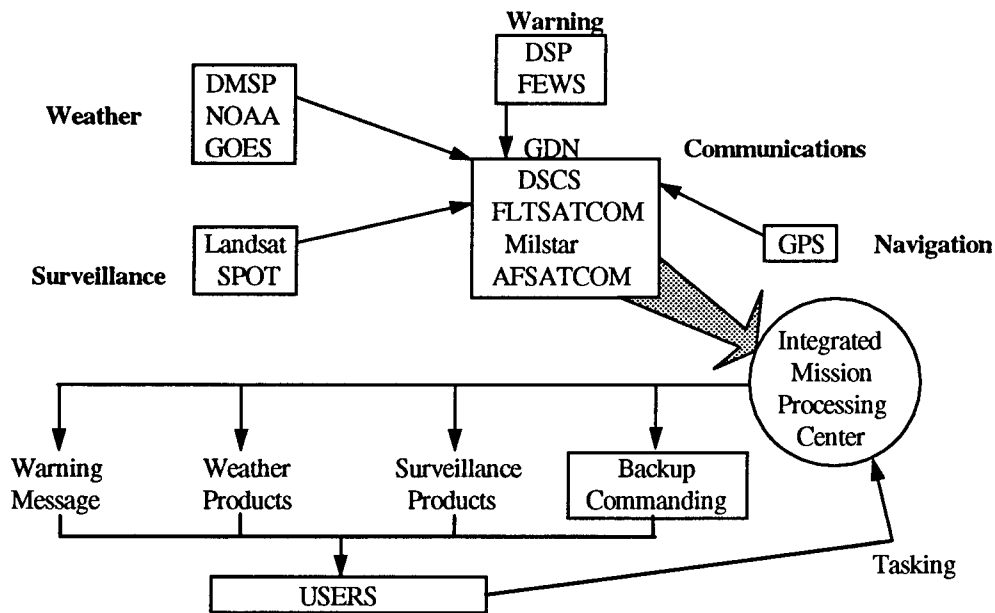 Warning
DSP
FEWS
Weather
DMSP
NOAA
GOES
GDN
DSCS
FLTSATCOM
Milstar
AFSATCOM
Communications
Surveillance
Landsat
SPOT
GPS
Navigation
Integrated
Mission
Processing
Center
Warning
Message
Weather
Products
Surveillance
Products
Backup
Commanding
Tasking
USERS